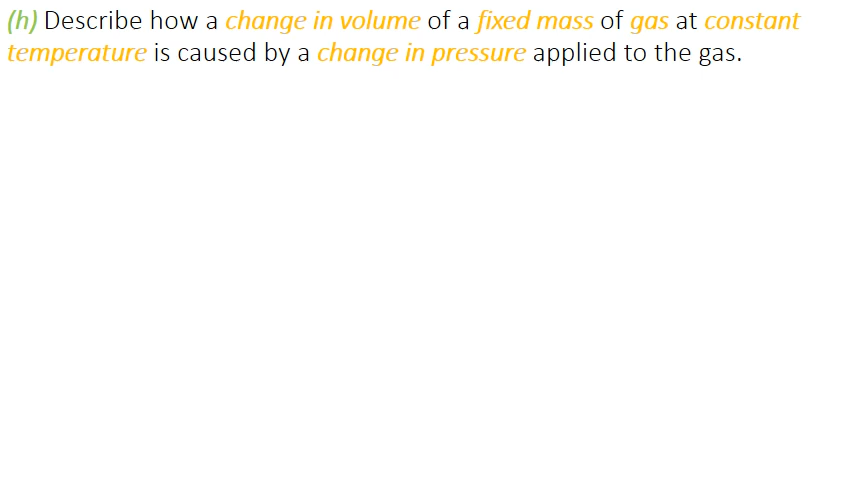 (h) Describe how a change in volume of a fixed mass of gas at constant
temperature is caused by a change in pressure applied to the gas.